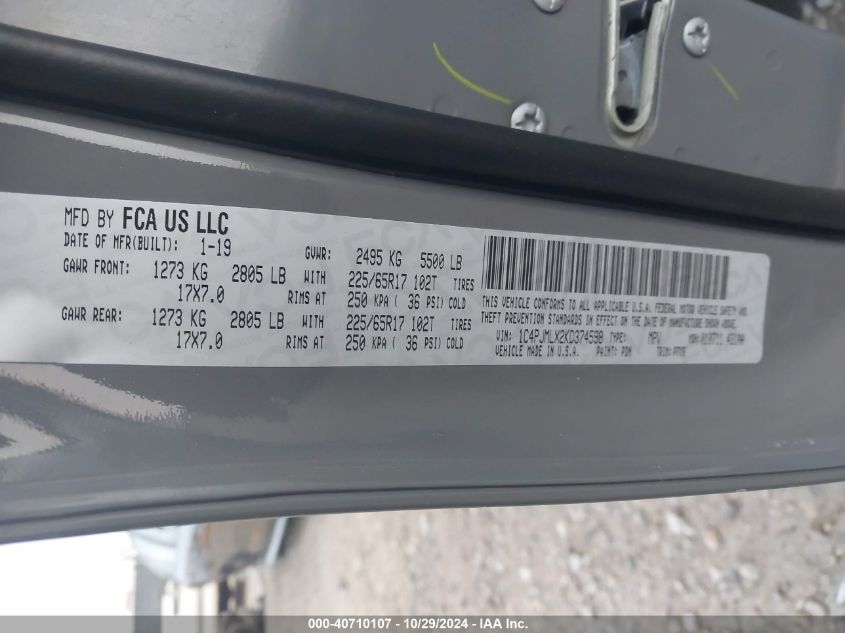 MFD BY FCA US LLC
DATE OF MFR(BUILT): 1-19 GVWR: 2495 KG 5500 LB
GAWR FRONT: 1273 KG 2805 LB WITH 225/65R17 102T TIRES
17X7.0 RIMS AT 250 KPA ( 36 PSI) COLD
GAWR REAR: 1273 KG 2805 LB WITH 225/65R17 102T TIRES
17X7.0 RIMS AT 250 KPA ( 36 PSI) COLD
THIS VEHICLE CONFORMS TO ALL APPLICABLE U.S.A. FEDERAL MOTOR VEHICLE SAFETY AND
THEFT PREVENTION STANDARDS IN EFFECT ON THE DATE OF MANUFACTURE SHOWN ABOVE.
VIN: 1C4PJMLX2KD374598 TYPE: MPV MDH:
VEHICLE MADE IN U.S.A. PAINT: PDN TRIM:
000-40710107 - 10/29/2024 - IAA Inc.